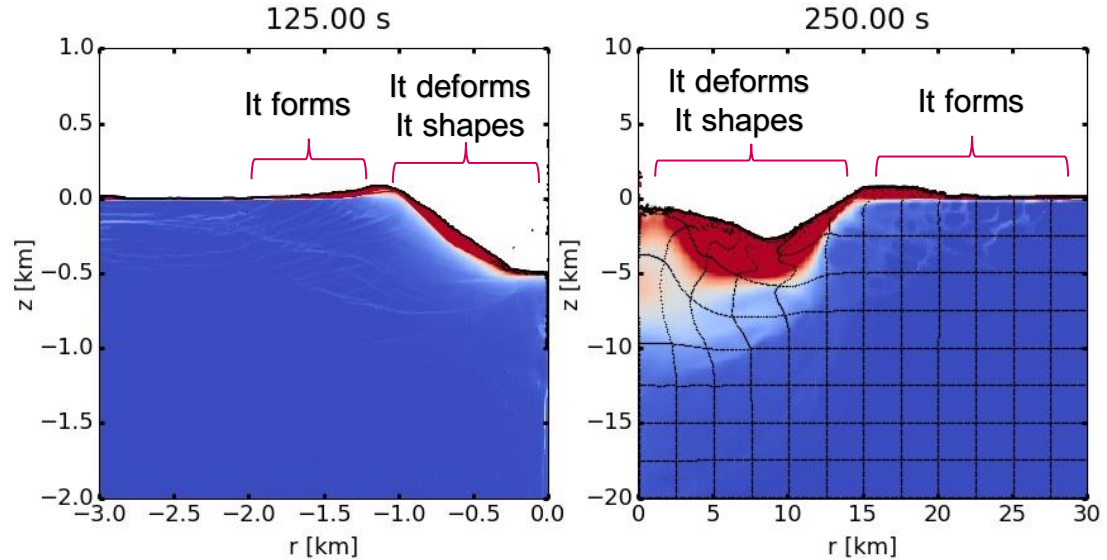 125.00 s
1.0
0.5
0.0
−0.5
−1.0
−1.5
−2.0
z [km]
It forms
It deforms
It shapes
−3.0 −2.5 −2.0 −1.5 −1.0 −0.5 0.0
r [km]
250.00 s
10
5
0
−5
−10
−15
−20
z [km]
It deforms
It shapes
It forms
0 5 10 15 20 25 30
r [km]